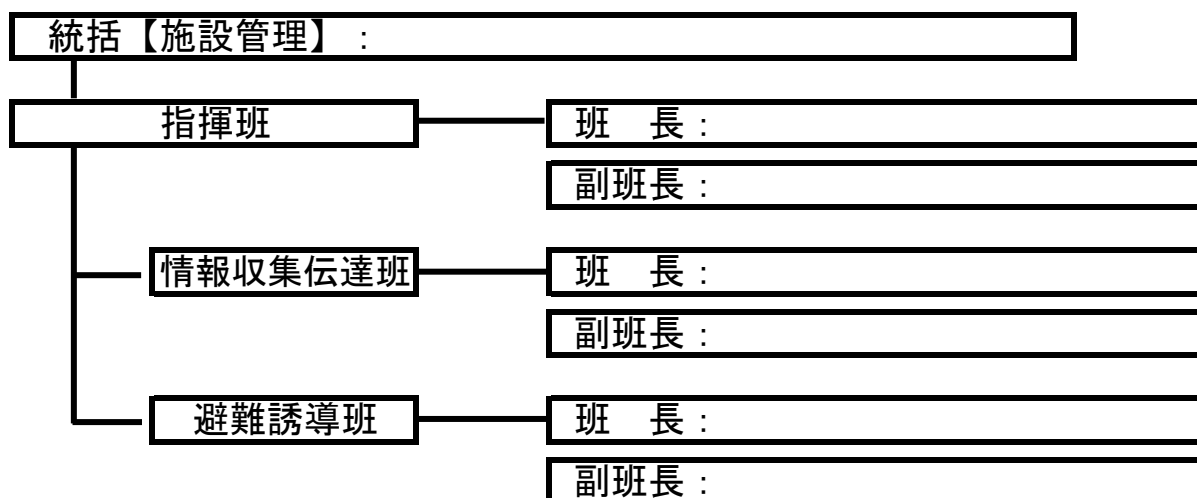 統括【施設管理】：
指揮班
班　長：
副班長：
情報収集伝達班
班　長：
副班長：
避難誘導班
班　長：
副班長：